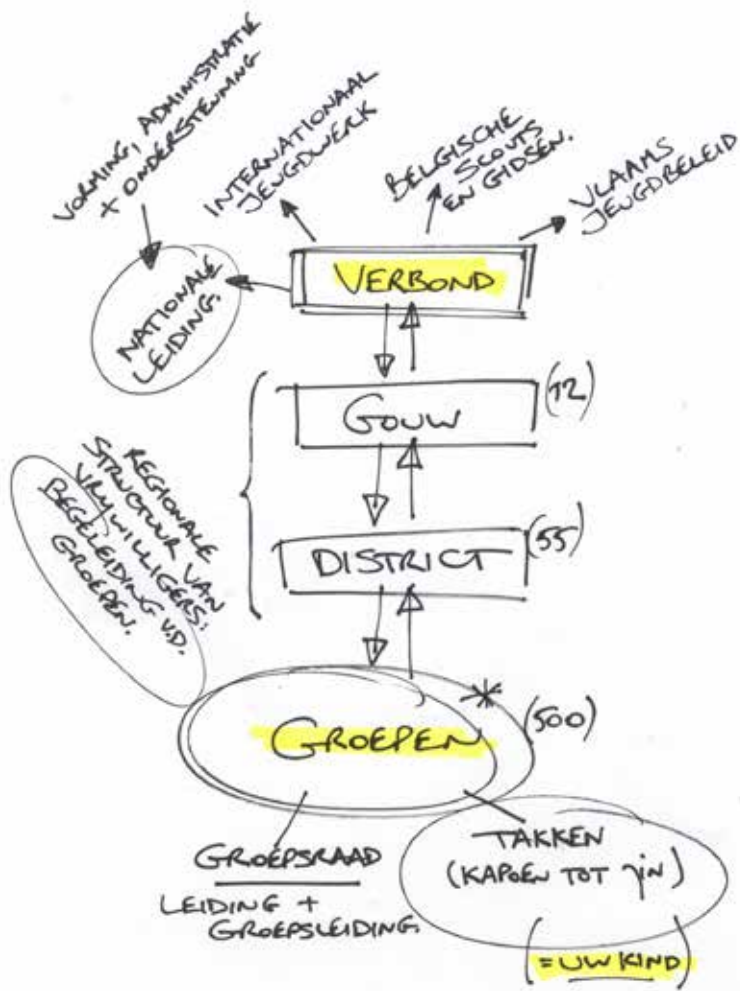 VORMING, ADMINISTRATIE
+ ONDERSTEUNING
INTERNATIONAAL
JEUGDWERK
BELGISCHE
SCOUTS
EN GIDSEN.
VLAAMS
JEUGDBELEID
VERBOND
NATIONALE
LEIDING.
GOUW
(12)
REGIONALE
STRUCTUUR VAN
VRYWILLIGERS:
BEGELEIDING V.D.
GROEPEN.
DISTRICT
(55)
GROEPEN
*
(500)
GROEPSRAAD
LEIDING +
GROEPSLEIDING
TAKKEN
(KAPOEN TOT JIN)
(= UW KIND)